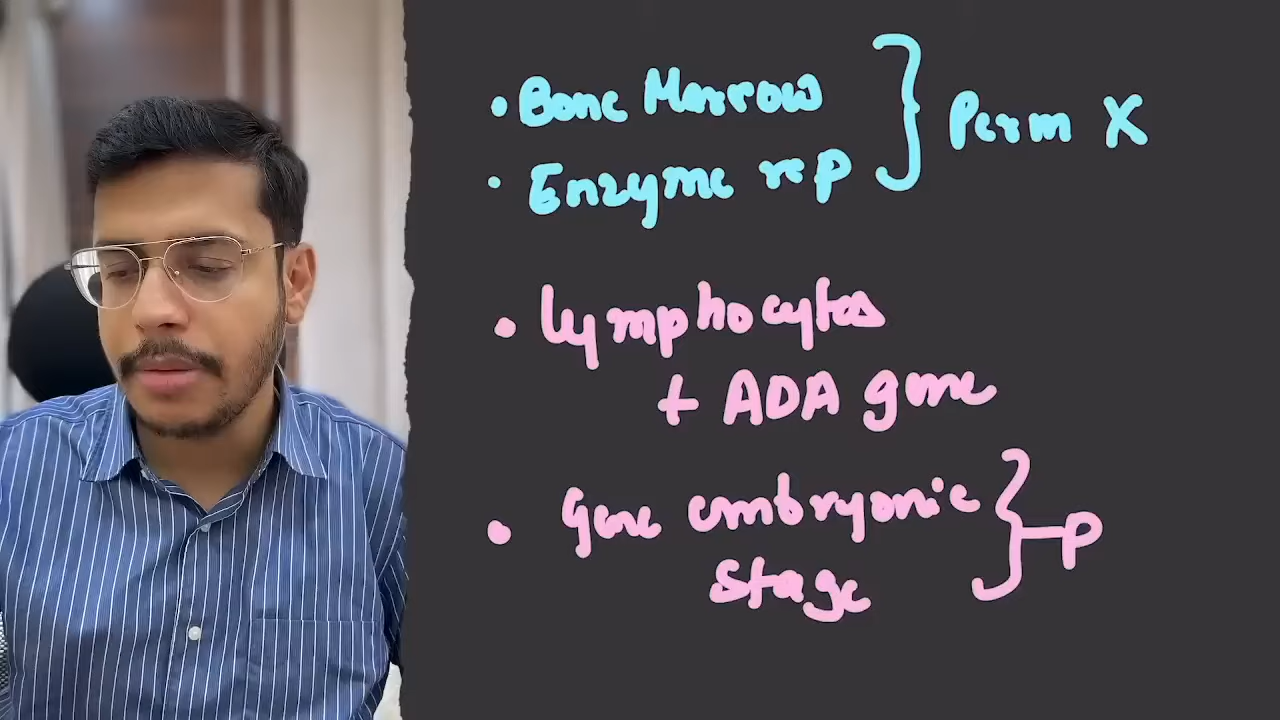 • Bone Marrow
• Enzyme rep
} Perm X
• Lymphocytes
+ ADA gene
• Gene embryonic
stage
} - P